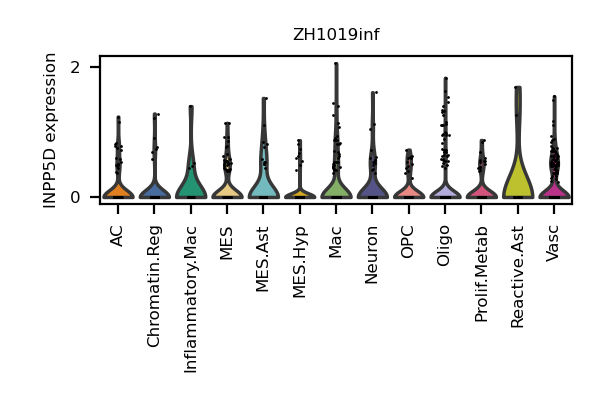 ZH1019inf
INPP5D expression
2
0
AC
Chromatin.Reg
Inflammatory.Mac
MES
MES.Ast
MES.Hyp
Mac
Neuron
OPC
Oligo
Prolif.Metab
Reactive.Ast
Vasc